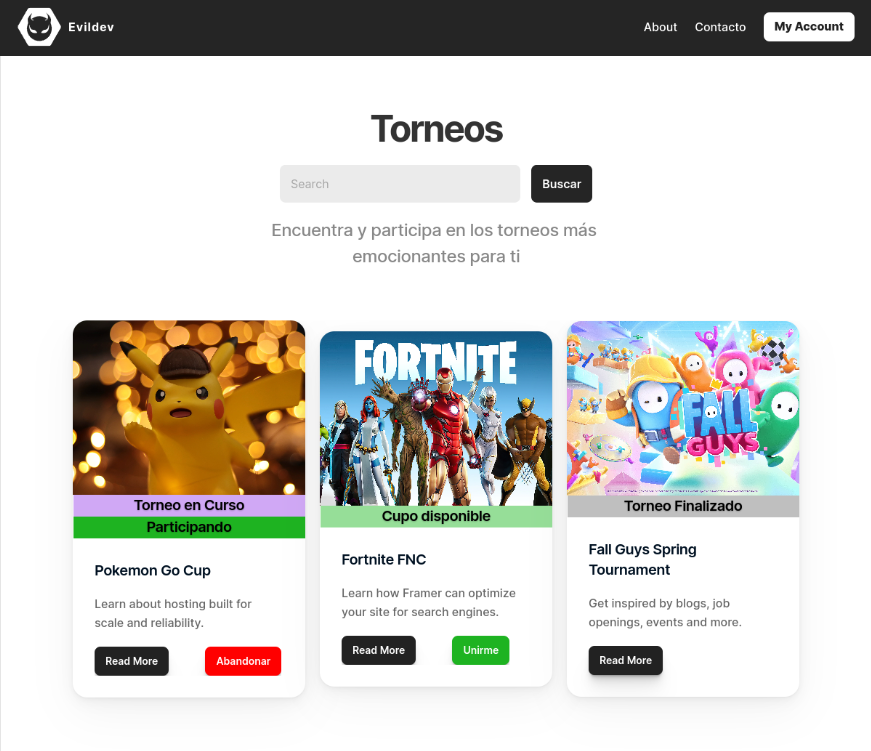 Evildev
About
Contacto
My Account
Torneos
Search
Buscar
Encuentra y participa en los torneos más
emocionantes para ti
Torneo en Curso
Participando
Pokemon Go Cup
Learn about hosting built for
scale and reliability.
Read More
Abandonar
FORTNITE
Cupo disponible
Fortnite FNC
Learn how Framer can optimize
your site for search engines.
Read More
Unirme
FALL
GUYS
Torneo Finalizado
Fall Guys Spring
Tournament
Get inspired by blogs, job
openings, events and more.
Read More